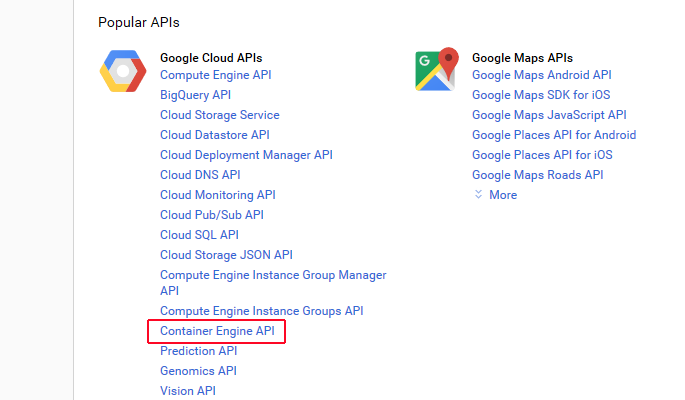 Popular APIs
Google Cloud APIs
Compute Engine API
BigQuery API
Cloud Storage Service
Cloud Datastore API
Cloud Deployment Manager API
Cloud DNS API
Cloud Monitoring API
Cloud Pub/Sub API
Cloud SQL API
Cloud Storage JSON API
Compute Engine Instance Group Manager
API
Compute Engine Instance Groups API
Container Engine API
Prediction API
Genomics API
Vision API
G
Google Maps APIs
Google Maps Android API
Google Maps SDK for iOS
Google Maps JavaScript API
Google Places API for Android
Google Places API for iOS
Google Maps Roads API
More